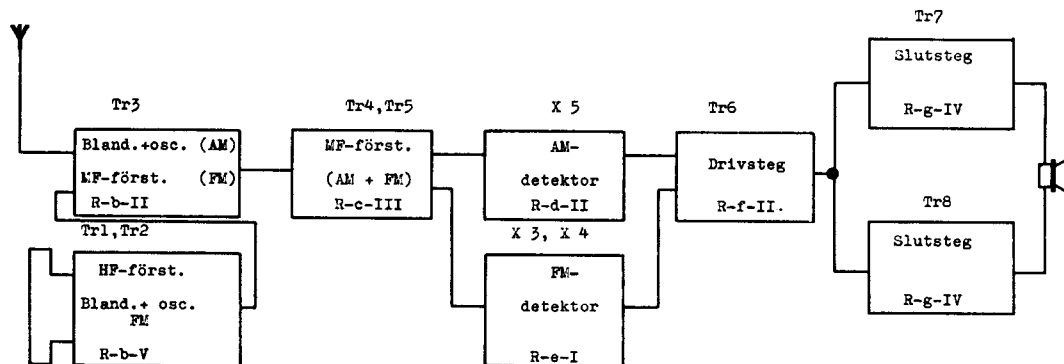 Tr7
Slutsteg
R-g-IV
Tr3
Bland.+osc. (AM)
MF-först. (FM)
R-b-II
Tr4,Tr5
MF-först.
(AM + FM)
R-c-III
X 5
AM-
detektor
R-d-II
Tr6
Drivsteg
R-f-II.
Tr1,Tr2
HF-först.
Bland.+ osc.
FM
R-b-V
X 3, X 4
FM-
detektor
R-e-I
Tr8
Slutsteg
R-g-IV